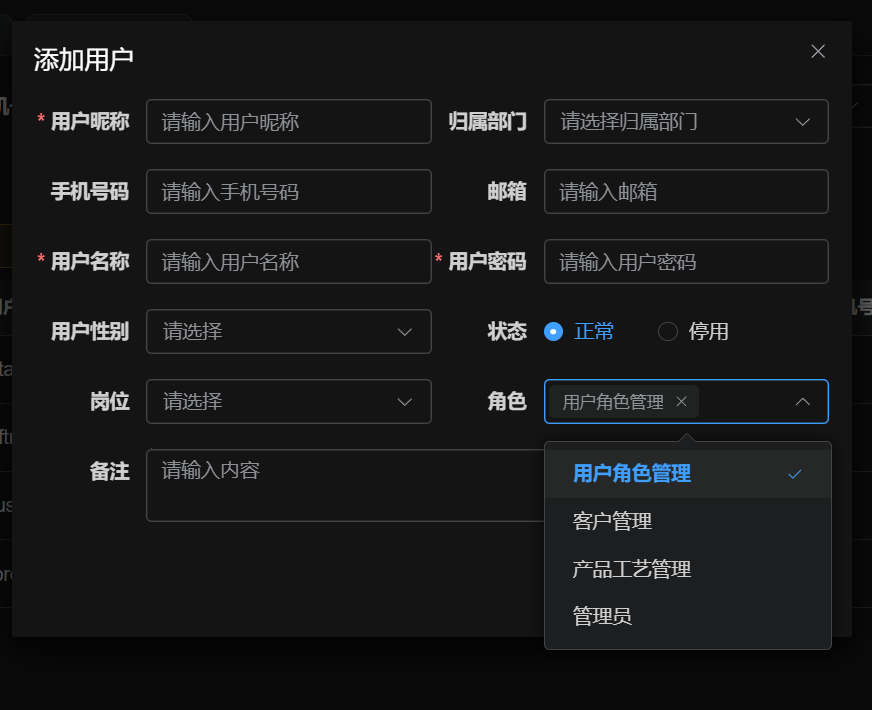 添加用户
* 用户昵称 请输入用户昵称 归属部门 请选择归属部门
手机号码 请输入手机号码 邮箱 请输入邮箱
* 用户名称 请输入用户名称 * 用户密码 请输入用户密码
用户性别 请选择 状态 正常 停用
岗位 请选择 角色 用户角色管理
备注 请输入内容
用户角色管理
客户管理
产品工艺管理
管理员